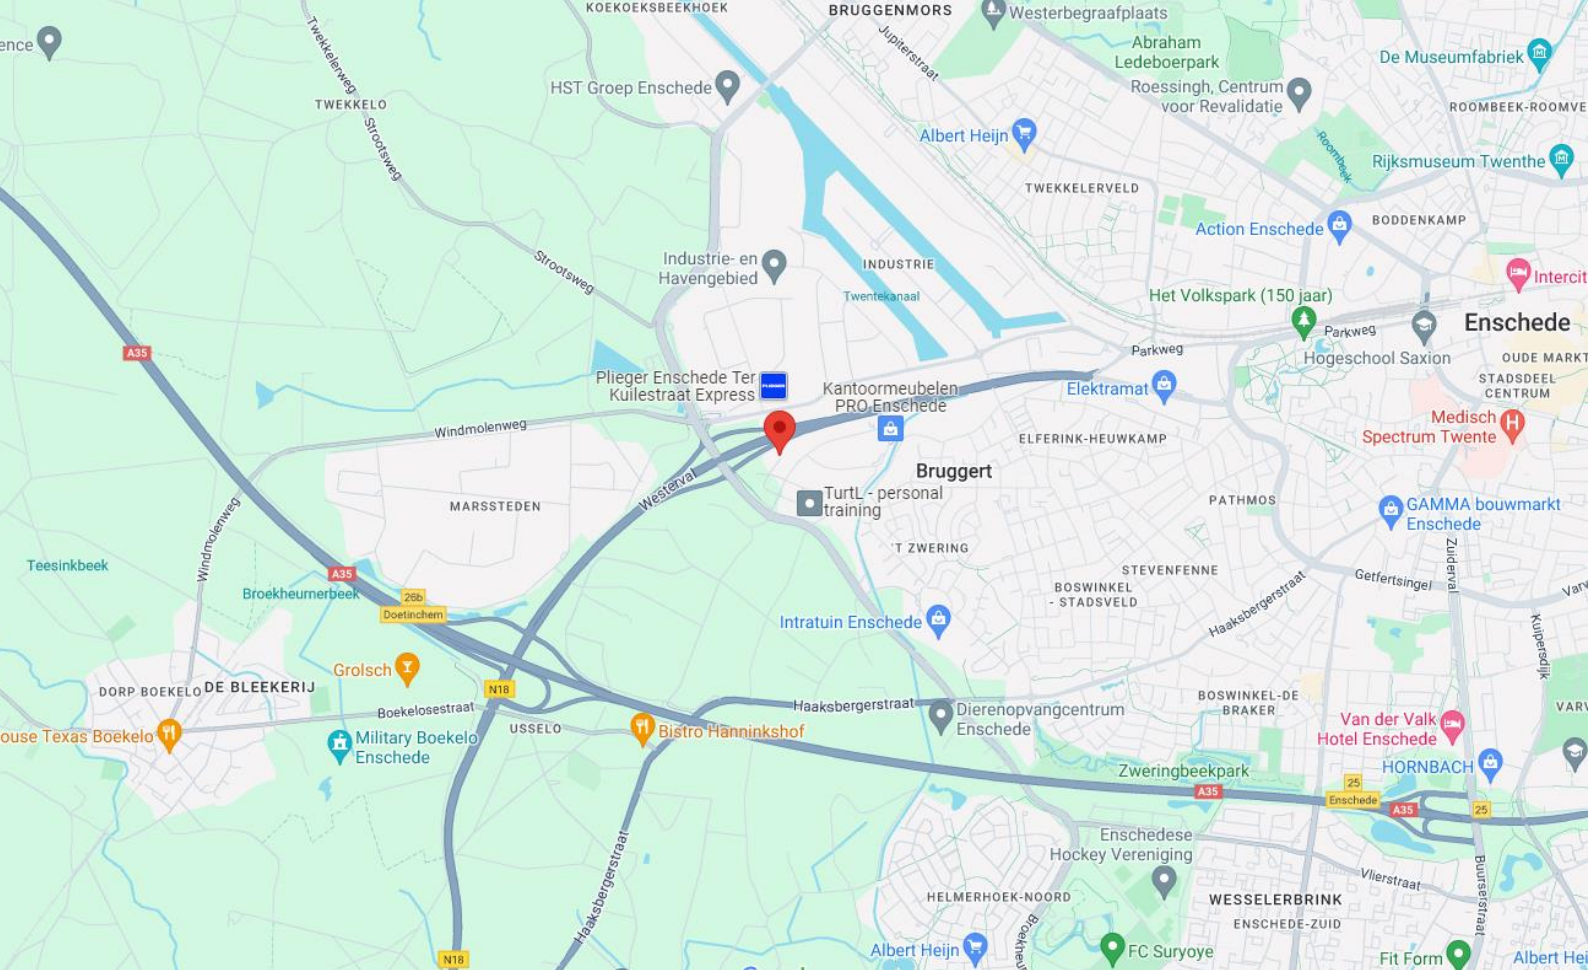 KOEKOEKSBEEKHOEK
BRUGGENMORS
Westerbegraafplaats
ence
Twekkelerweg
Jupiterstraat
Abraham
Ledeboerpark
De Museumfabriek
HST Groep Enschede
Roessingh, Centrum
voor Revalidatie
TWEKKELO
ROOMBEEK-ROOMVE
Strootsweg
Albert Heijn
Roombeek
Rijksmuseum Twenthe
TWEKKELERVELD
BODDENKAMP
Action Enschede
Strootsweg
Industrie- en
Havengebied
INDUSTRIE
Intercit
Twentekanaal
Het Volkspark (150 jaar)
Enschede
Parkweg
A35
Parkweg
Hogeschool Saxion
OUDE MARKT
Plieger Enschede Ter
Kuilestraat Express
PLIEGER
Kantoormeubelen
PRO Enschede
Elektramat
STADSDEEL
CENTRUM
Windmolenweg
Medisch
Spectrum Twente
ELFERINK-HEUWKAMP
Bruggert
Westerval
TurtL - personal
training
MARSSTEDEN
PATHMOS
GAMMA bouwmarkt
Enschede
Windmolenweg
'T ZWERING
Zuiderval
Teesinkbeek
A35
STEVENFENNE
Getfertsingel
Broekheurnerbeek
26b
Doetinchem
BOSWINKEL
- STADSVELD
Haaksbergerstraat
Varv
Intratuin Enschede
Kuipersdijk
Grolsch
DORP BOEKELO
DE BLEEKERIJ
N18
BOSWINKEL-DE
BRAKER
Boekelosestraat
Haaksbergerstraat
Dierenopvangcentrum
Enschede
VARV
USSELO
ouse Texas Boekelo
Military Boekelo
Enschede
Bistro Hanninkshof
Van der Valk
Hotel Enschede
Zweringbeekpark
HORNBACH
A35
25
Enschede
A35
25
Enschedese
Hockey Vereniging
Haaksbergerstraat
Vlierstraat
Buursestraat
HELMERHOEK-NOORD
WESSELERBRINK
ENSCHEDE-ZUID
Broekheu
N18
Albert Heijn
FC Suryoye
Fit Form
Albert He